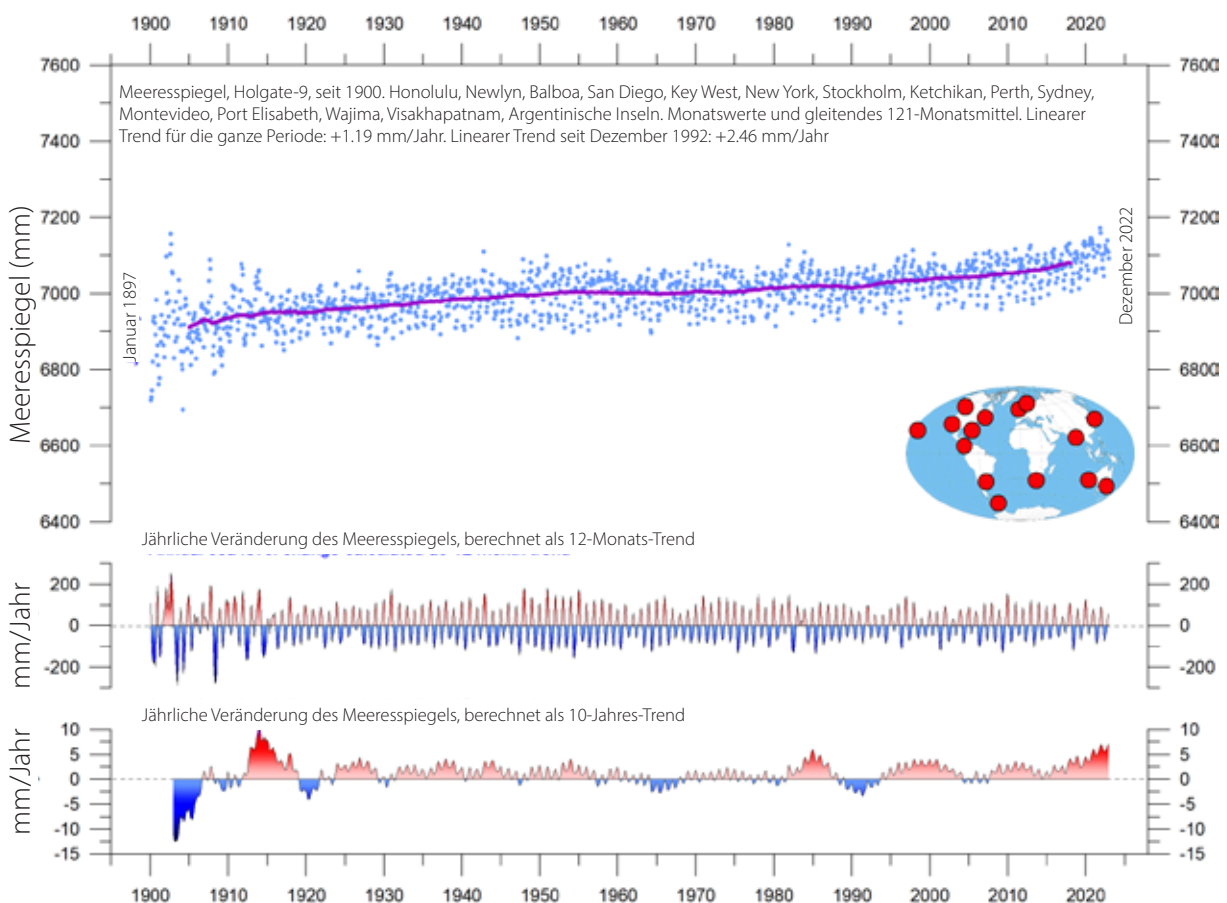 1900 1910 1920 1930 1940 1950 1960 1970 1980 1990 2000 2010 2020
7600 7600
Meeresspiegel, Holgate-9, seit 1900. Honolulu, Newlyn, Balboa, San Diego, Key West, New York, Stockholm, Ketchikan, Perth, Sydney,
Montevideo, Port Elisabeth, Wajima, Visakhapatnam, Argentinische Inseln. Monatswerte und gleitendes 121-Monatsmittel. Linearer
Trend für die ganze Periode: +1.19 mm/Jahr. Linearer Trend seit Dezember 1992: +2.46 mm/Jahr
7400 7400
7200 7200
7000 7000
6800 6800
6600 6600
6400 6400
Meeresspiegel (mm)
Januar 1897
Dezember 2022
Jährliche Veränderung des Meeresspiegels, berechnet als 12-Monats-Trend
200 200
0 0
-200 -200
mm/Jahr
Jährliche Veränderung des Meeresspiegels, berechnet als 10-Jahres-Trend
10 10
5 5
0 0
-5 -5
-10 -10
-15 -15
mm/Jahr
1900 1910 1920 1930 1940 1950 1960 1970 1980 1990 2000 2010 2020